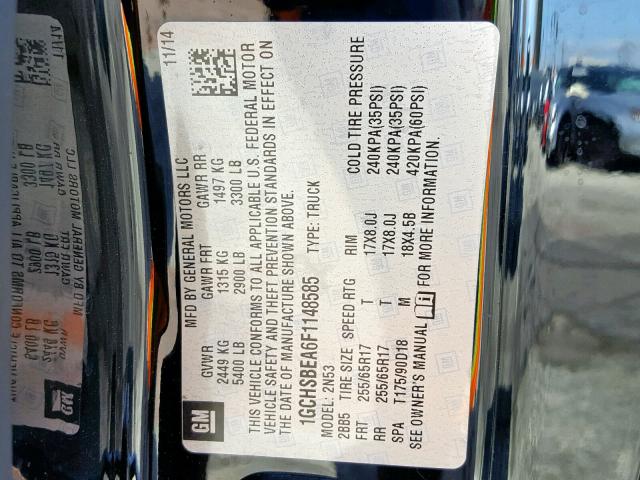 GM
MFD BY GENERAL MOTORS LLC
11/14
GVWR GAWR FRT GAWR RR
2449 KG 1315 KG 1497 KG
5400 LB 2900 LB 3300 LB
THIS VEHICLE CONFORMS TO ALL APPLICABLE U.S. FEDERAL MOTOR
VEHICLE SAFETY AND THEFT PREVENTION STANDARDS IN EFFECT ON
THE DATE OF MANUFACTURE SHOWN ABOVE.
1GCHSBEA6F1148585 TYPE: TRUCK
MODEL: 2N53
2BB5 TIRE SIZE SPEED RTG RIM COLD TIRE PRESSURE
FRT 255/65R17 T 17X8.0J 240KPA(35PSI)
RR 255/65R17 T 17X8.0J 240KPA(35PSI)
SPA T175/90D18 M 18X4.5B 420KPA(60PSI)
SEE OWNER'S MANUAL FOR MORE INFORMATION.